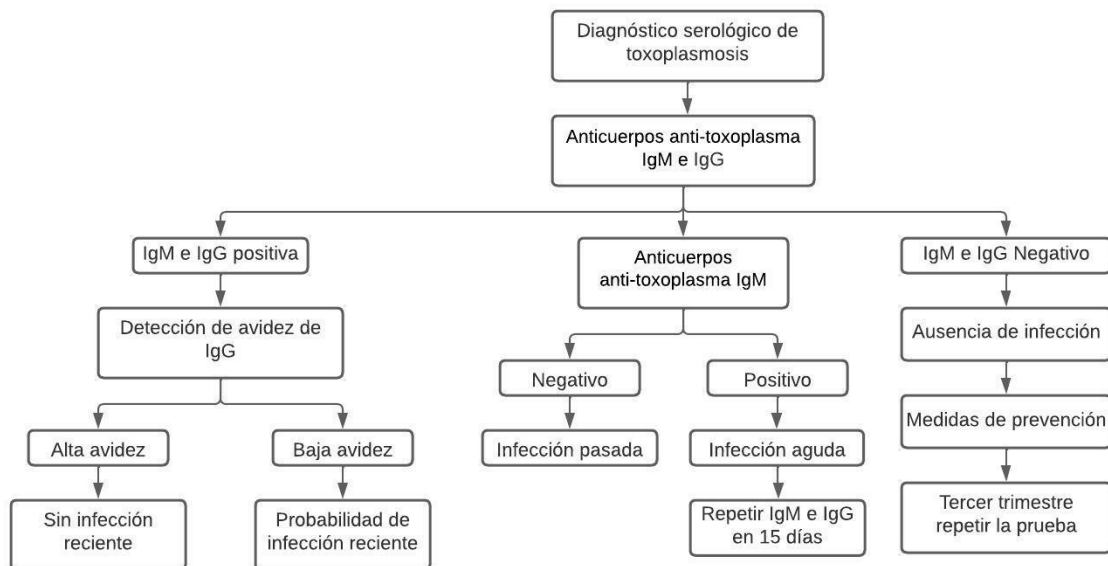 Diagnóstico serológico de
toxoplasmosis
Anticuerpos anti-toxoplasma
IgM e IgG
IgM e IgG positiva
Anticuerpos
anti-toxoplasma IgM
IgM e IgG Negativo
Detección de avidez de
IgG
Ausencia de infección
Negativo
Positivo
Medidas de prevención
Alta avidez
Baja avidez
Infección pasada
Infección aguda
Sin infección
reciente
Probabilidad de
infección reciente
Repetir IgM e IgG
en 15 días
Tercer trimestre
repetir la prueba